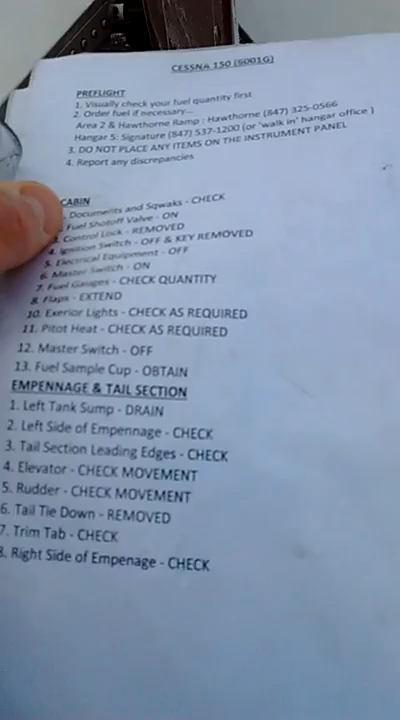 CESSNA 150 (6001G)
PREFLIGHT
1. Visually check your fuel quantity first
2. Order fuel if necessary...
Area 2 & Hawthorne Ramp : Hawthorne (847) 325-0566
Hangar 5: Signature (847) 537-1200 (or 'walk in' hangar office )
3. DO NOT PLACE ANY ITEMS ON THE INSTRUMENT PANEL
4. Report any discrepancies
CABIN
. Documents and Sqwaks - CHECK
. Fuel Shotoff Valve - ON
3. Control Lock - REMOVED
4. Ignition Switch - OFF & KEY REMOVED
5. Electrical Equipment - OFF
6. Master Switch - ON
7. Fuel Gauges - CHECK QUANTITY
8. Flaps - EXTEND
10. Exerior Lights - CHECK AS REQUIRED
11. Pitot Heat - CHECK AS REQUIRED
12. Master Switch - OFF
13. Fuel Sample Cup - OBTAIN
EMPENNAGE & TAIL SECTION
1. Left Tank Sump - DRAIN
2. Left Side of Empennage - CHECK
3. Tail Section Leading Edges - CHECK
4. Elevator - CHECK MOVEMENT
5. Rudder - CHECK MOVEMENT
6. Tail Tie Down - REMOVED
7. Trim Tab - CHECK
8. Right Side of Empenage - CHECK